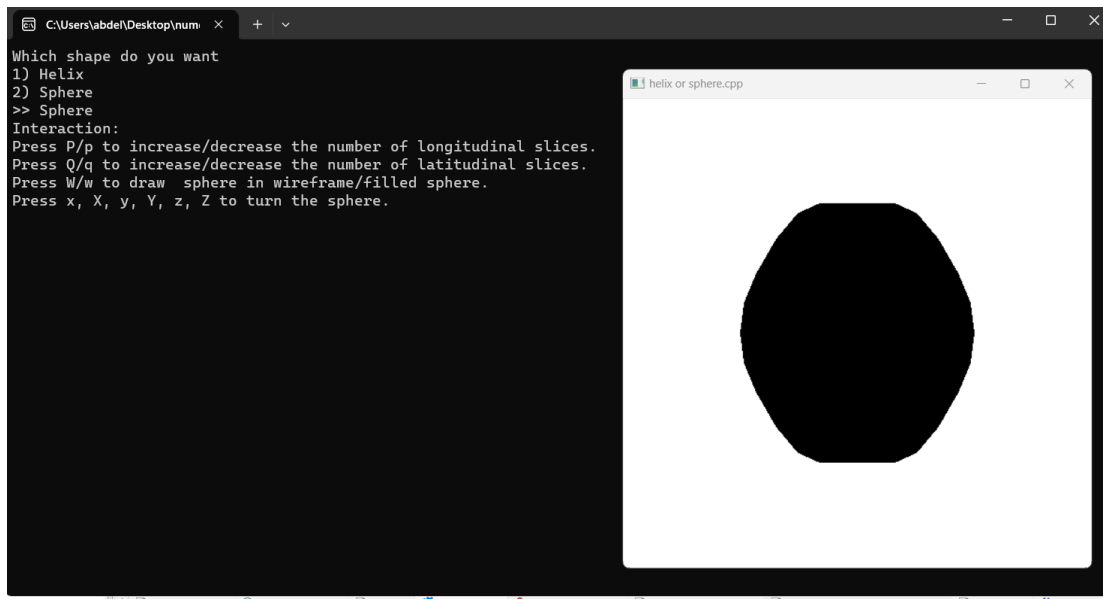 C:\Users\abdel\Desktop\num
Which shape do you want
1) Helix
2) Sphere
>> Sphere
Interaction:
Press P/p to increase/decrease the number of longitudinal slices.
Press Q/q to increase/decrease the number of latitudinal slices.
Press W/w to draw  sphere in wireframe/filled sphere.
Press x, X, y, Y, z, Z to turn the sphere.
helix or sphere.cpp